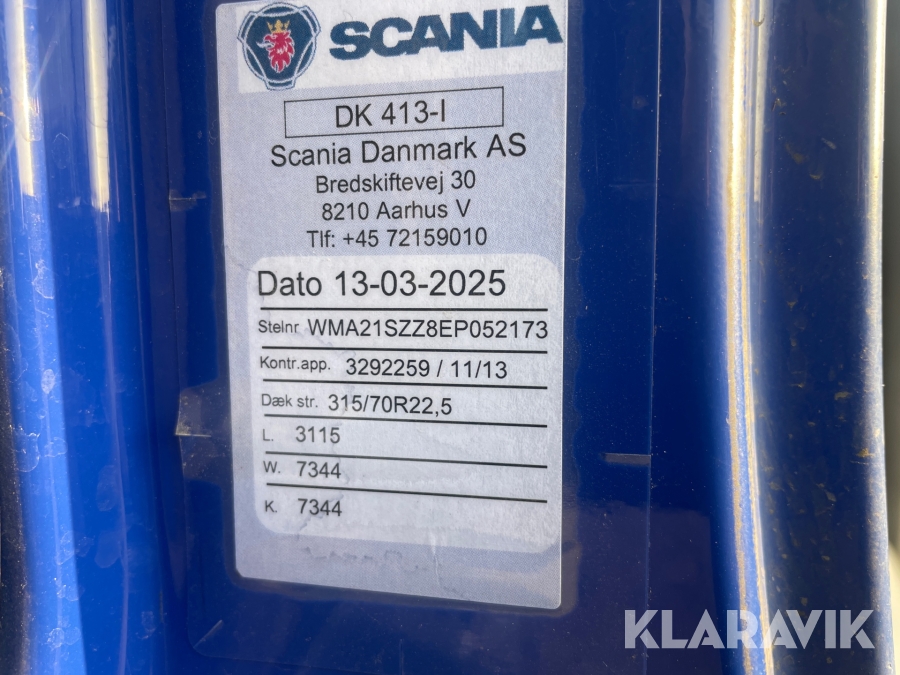 SCANIA
DK 413-I
Scania Danmark AS
Bredskiftevej 30
8210 Aarhus V
Tlf: +45 72159010
Dato 13-03-2025
Stelnr WMA21SZZ8EP052173
Kontr.app. 3292259 / 11/13
Dæk str. 315/70R22,5
L. 3115
W. 7344
K. 7344
KLARAVIK